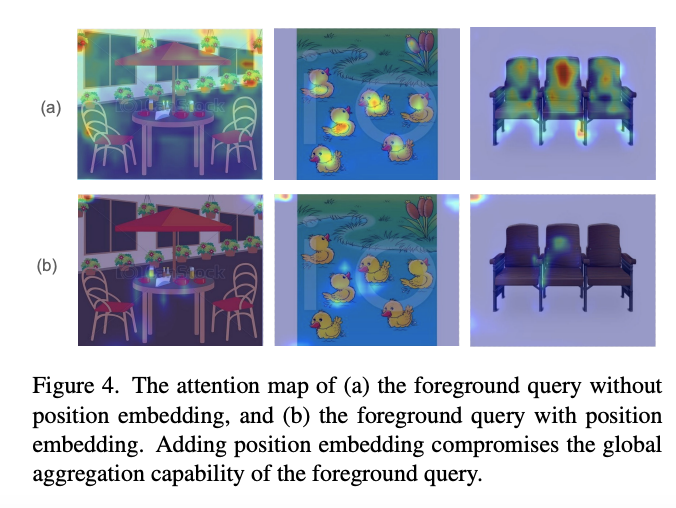 (a)
(b)
Figure 4. The attention map of (a) the foreground query without
position embedding, and (b) the foreground query with position
embedding. Adding position embedding compromises the global
aggregation capability of the foreground query.